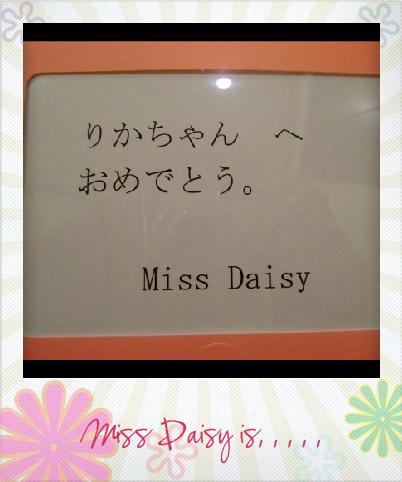 りかちゃん　へ
おめでとう。
Miss Daisy
Miss Daisy is, , , , ,